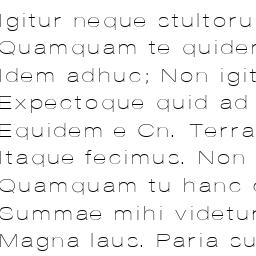 Igitur neque stultoru
Quamquam te quider
Idem adhuc; Non igit
Expectoque quid ad
Equidem e Cn. Terra
Itaque fecimus. Non
Quamquam tu hanc c
Summae mihi videtur
Magna laus. Paria su